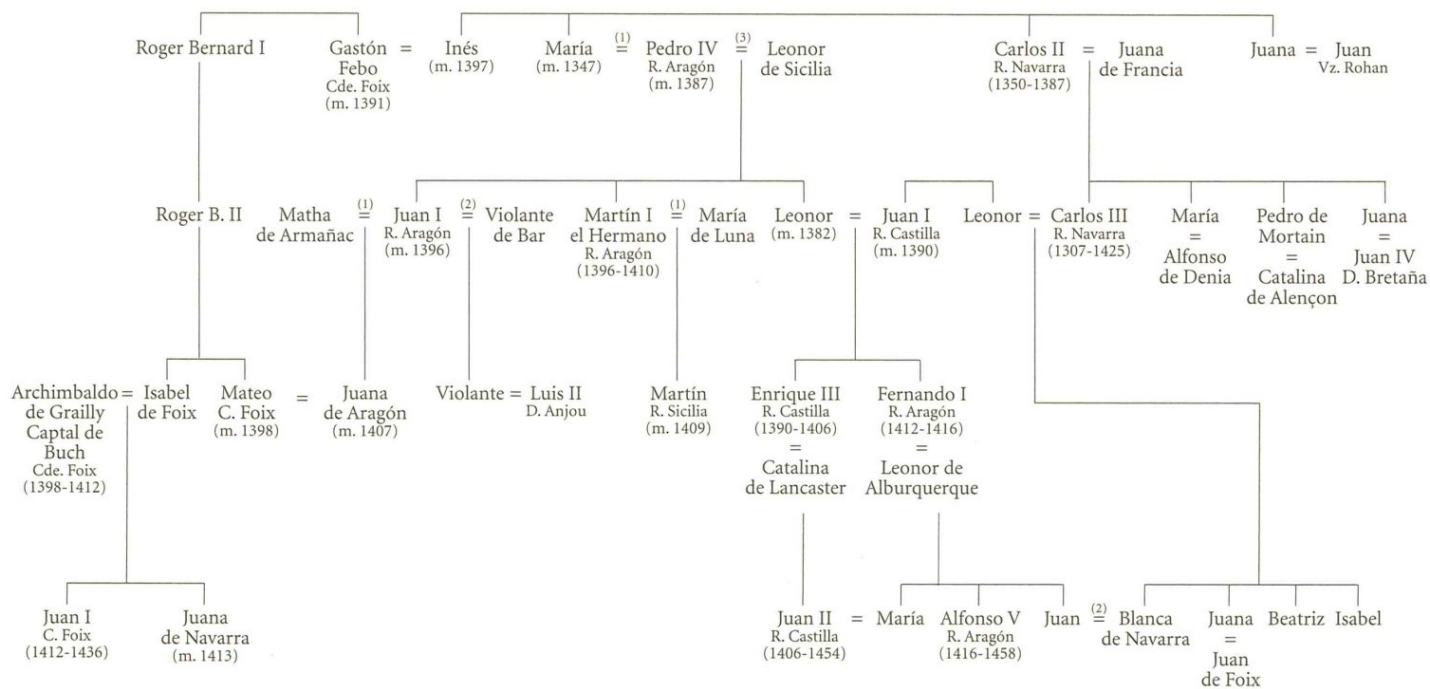 Roger Bernard I
Gastón = Inés
Febo
Cde. Foix
(m. 1391)
(m. 1397)
María (1) = Pedro IV (3) = Leonor
(m. 1347)
R. Aragón
(m. 1387)
de Sicilia
Carlos II = Juana
R. Navarra
(1350-1387)
de Francia
Juana = Juan
Vz. Rohan
Roger B. II
Matha (1) = Juan I (2) = Violante
de Armañac
R. Aragón
(m. 1396)
de Bar
Martín I (1) = María
el Hermano
R. Aragón
(1396-1410)
de Luna
Leonor = Juan I
(m. 1382)
R. Castilla
(m. 1390)
Leonor = Carlos III
R. Navarra
(1307-1425)
María
=
Alfonso
de Denia
Pedro de
Mortain
=
Catalina
de Alençon
Juana
=
Juan IV
D. Bretaña
Archimbaldo = Isabel
de Grailly
Captal de
Buch
Cde. Foix
(1398-1412)
de Foix
Mateo = Juana
C. Foix
(m. 1398)
de Aragón
(m. 1407)
Violante = Luis II
D. Anjou
Martín
R. Sicilia
(m. 1409)
Enrique III
R. Castilla
(1390-1406)
=
Catalina
de Lancaster
Fernando I
R. Aragón
(1412-1416)
=
Leonor de
Alburquerque
Juan I
C. Foix
(1412-1436)
Juana
de Navarra
(m. 1413)
Juan II = María
R. Castilla
(1406-1454)
Alfonso V
R. Aragón
(1416-1458)
Juan (2) = Blanca
de Navarra
Juana
=
Juan
de Foix
Beatriz
Isabel